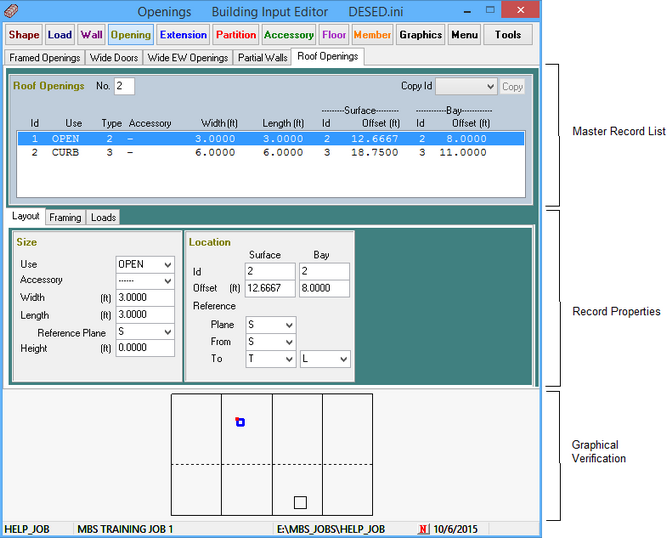 Openings Building Input Editor DESED.ini
Shape Load Wall Opening Extension Partition Accessory Floor Member Graphics Menu Tools
Framed Openings Wide Doors Wide EW Openings Partial Walls Roof Openings
Roof Openings No. 2 Copy Id Copy
---------Surface--------- ----------Bay------------
Id Use Type Accessory Width (ft) Length (ft) Id Offset (ft) Id Offset (ft)
1 OPEN 2 - 3.0000 3.0000 2 12.6667 2 8.0000
2 CURB 3 - 6.0000 6.0000 3 18.7500 3 11.0000
Master Record List
Layout Framing Loads
Size
Use OPEN
Accessory ------
Width (ft) 3.0000
Length (ft) 3.0000
Reference Plane S
Height (ft) 0.0000
Location
Surface Bay
Id 2 2
Offset (ft) 12.6667 8.0000
Reference
Plane S
From S
To T L
Record Properties
Graphical
Verification
HELP_JOB MBS TRAINING JOB 1 E:\MBS_JOBS\HELP_JOB N 10/6/2015